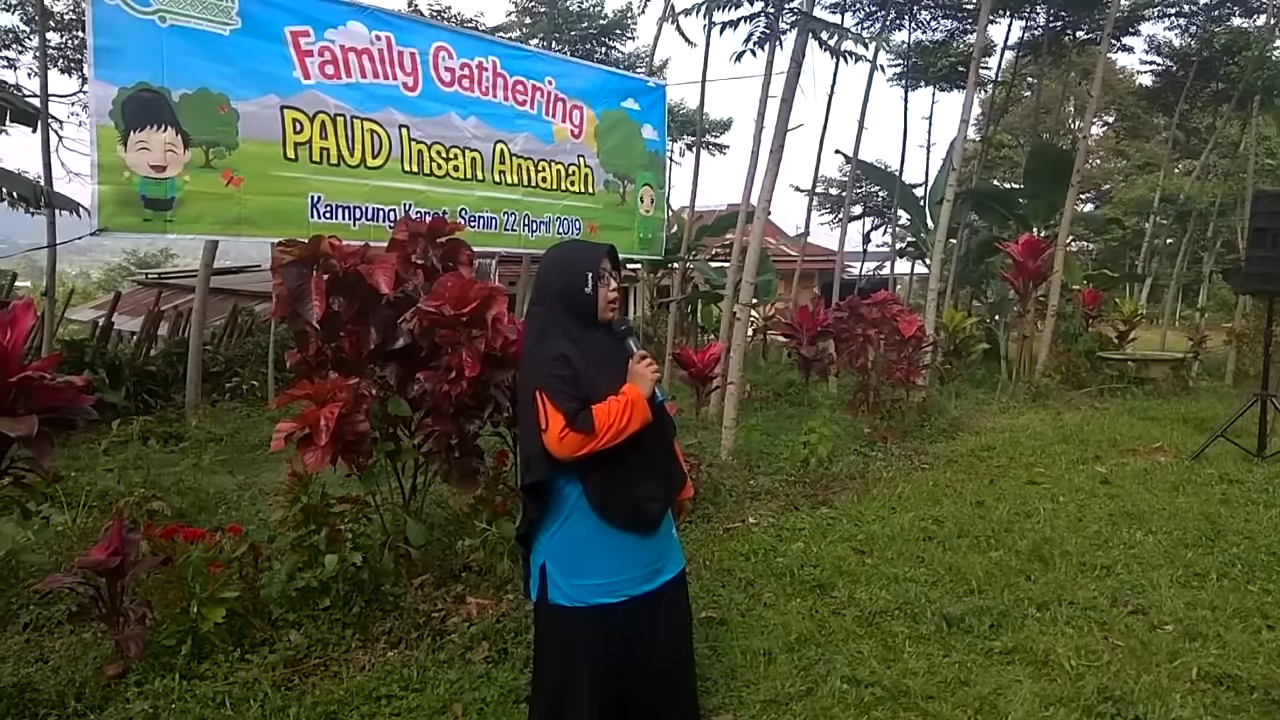 Family Gathering
PAUD Insan Amanah
Kampung Karet, Senin 22 April 2019